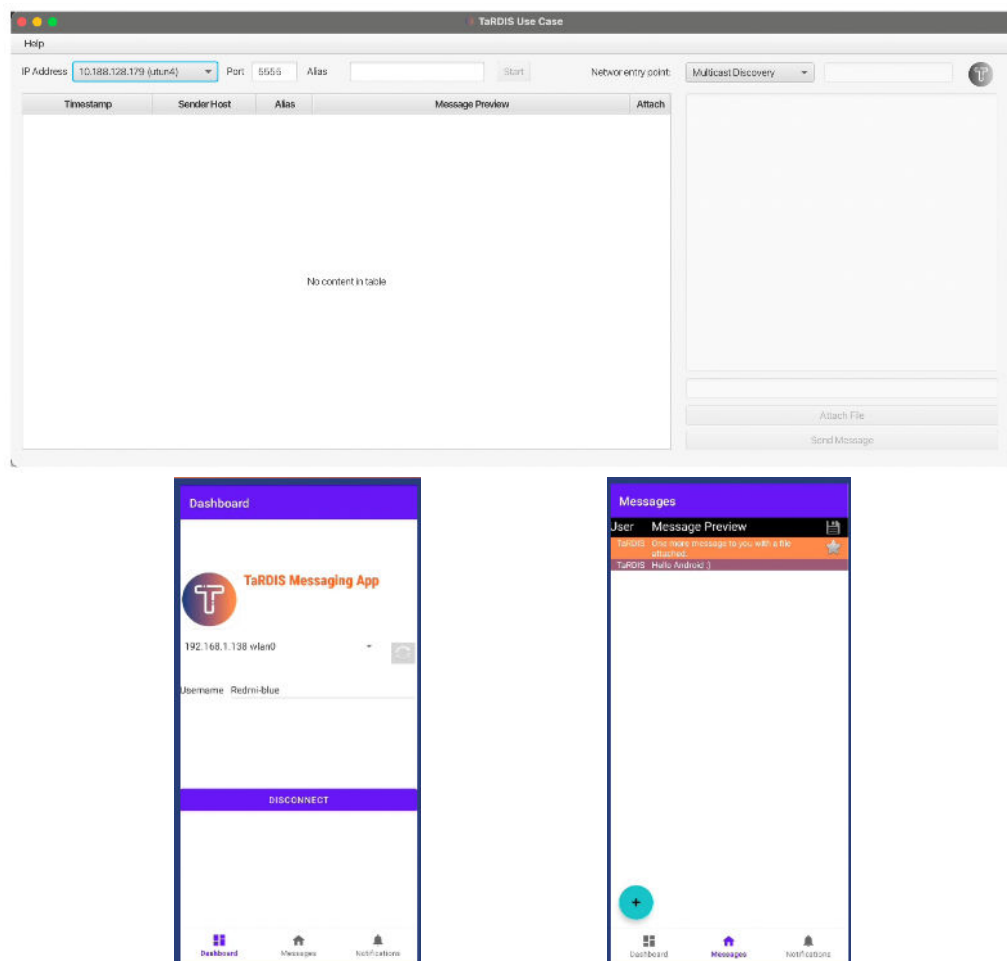 TaRDIS Use Case
Help
IP Address 10.188.128.179 (utun4) Port 5555 Alias Start Networ entry point: Multicast Discovery
Timestamp Sender Host Alias Message Preview Attach
No content in table
Attach File
Send Message
Dashboard
TaRDIS Messaging App
192.168.1.138 wlan0
Username Redmi-blue
DISCONNECT
Dashboard Messages Notifications
Messages
User Message Preview
TaRDIS One more message to you with a file
attached.
TaRDIS Hello Android ;)
+
Dashboard Messages Notifications